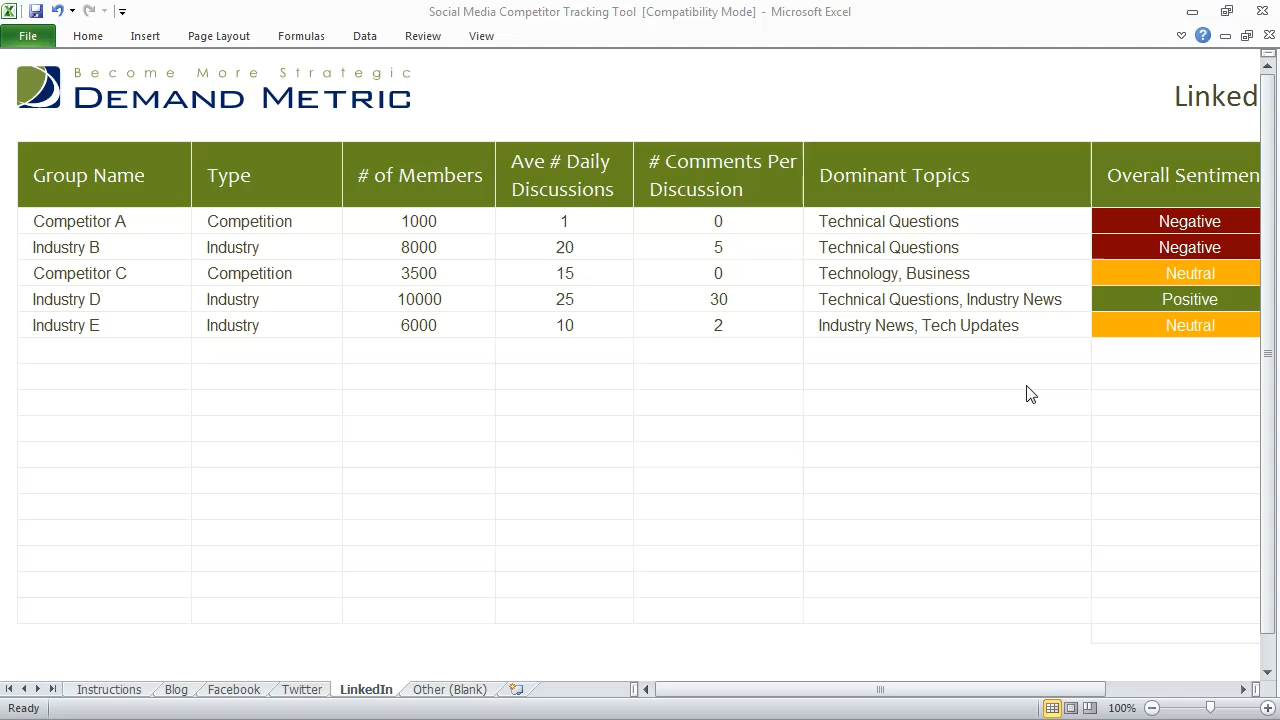 Social Media Competitor Tracking Tool [Compatibility Mode] - Microsoft Excel
File Home Insert Page Layout Formulas Data Review View
Become More Strategic
DEMAND METRIC
Linked
Group Name Type # of Members Ave # Daily Discussions # Comments Per Discussion Dominant Topics Overall Sentimen
Competitor A Competition 1000 1 0 Technical Questions Negative
Industry B Industry 8000 20 5 Technical Questions Negative
Competitor C Competition 3500 15 0 Technology, Business Neutral
Industry D Industry 10000 25 30 Technical Questions, Industry News Positive
Industry E Industry 6000 10 2 Industry News, Tech Updates Neutral
Instructions Blog Facebook Twitter LinkedIn Other (Blank)
Ready 100%